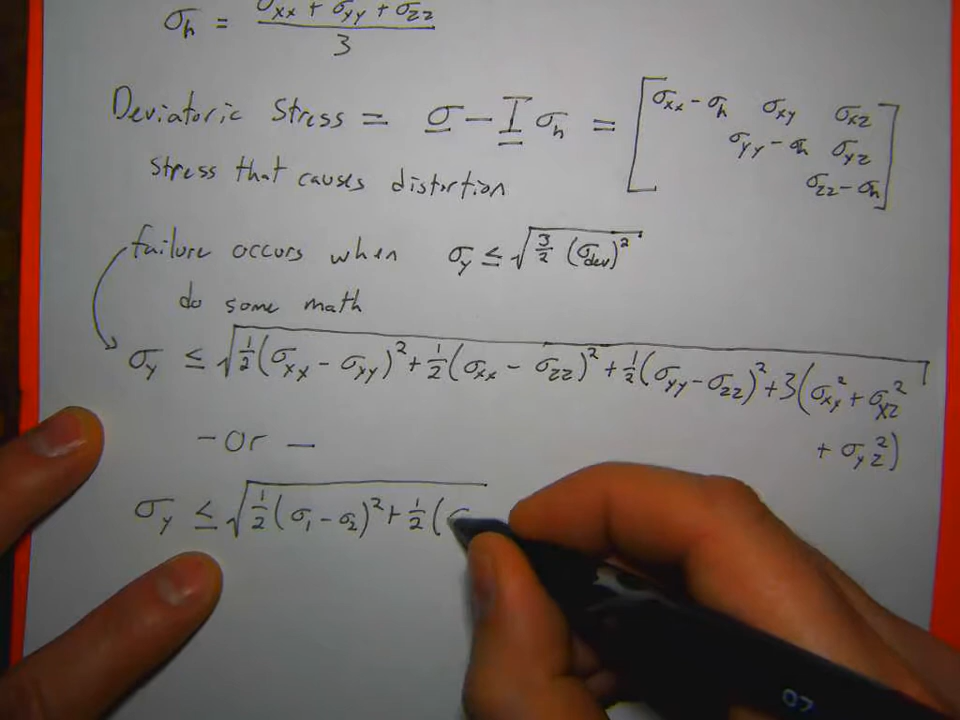 σh = σxx + σyy + σzz / 3
Deviatoric Stress = σ − I σh = [ σxx − σh σxy σxz
σyy − σh σyz
σzz − σh ]
stress that causes distortion
failure occurs when σy ≤ √(3/2 (σdev)²)
do some math
σy ≤ √(1/2(σxx − σyy)² + 1/2(σxx − σzz)² + 1/2(σyy − σzz)² + 3(σxy² + σxz²
+ σyz²)
- Or -
σy ≤ √(1/2(σ1 − σ2)² + 1/2(σ
07